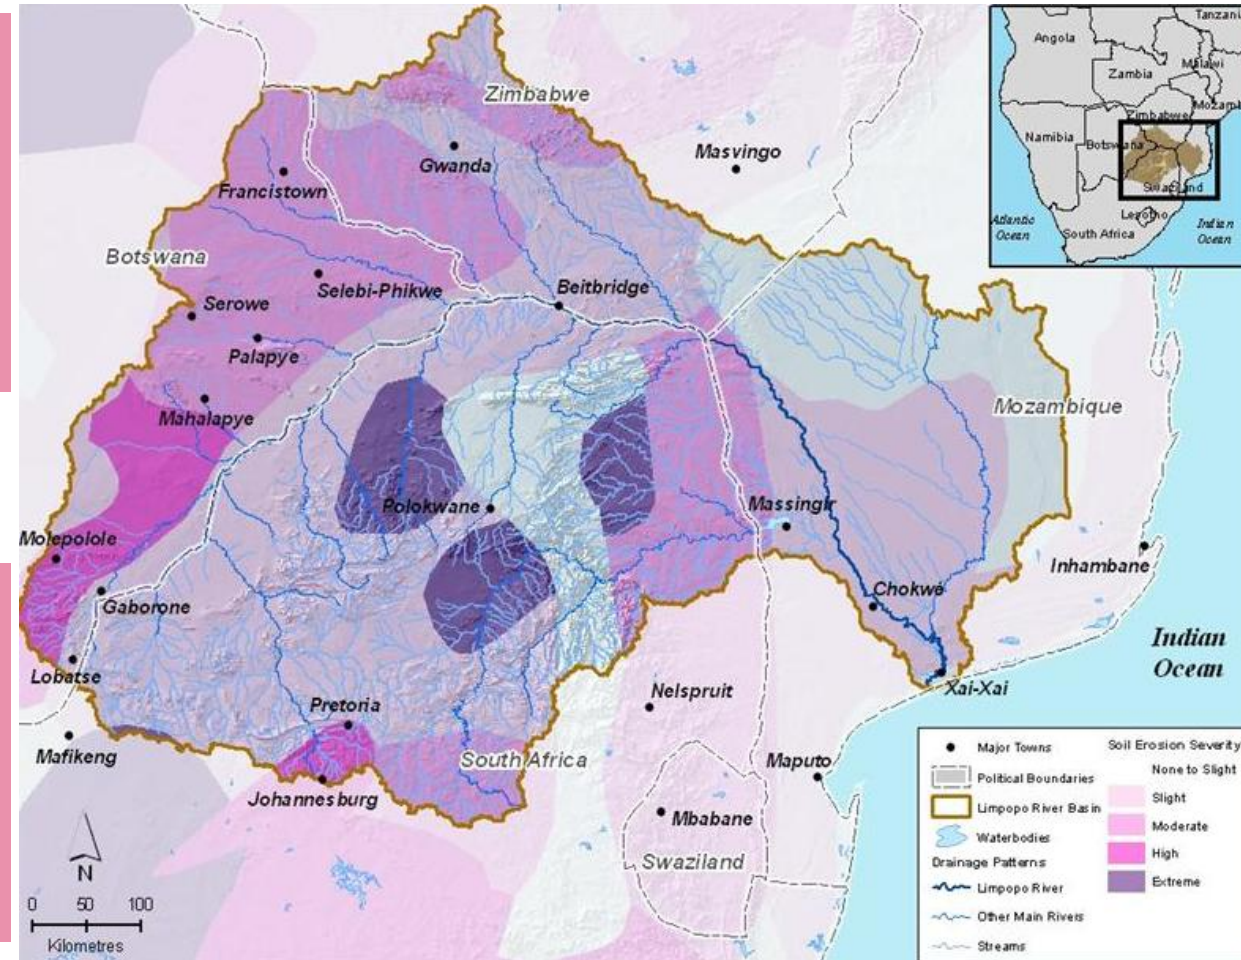 Zimbabwe
Masvingo
Gwanda
Francistown
Botswana
Selebi-Phikwe
Beitbridge
Serowe
Palapye
Mahalapye
Mozambique
Polokwane
Massingir
Molepolole
Inhambane
Gaborone
Chokwe
Indian
Ocean
Lobatse
Xai-Xai
Nelspruit
Pretoria
Mafikeng
South Africa
Maputo
Johannesburg
Mbabane
Swaziland
N
0 50 100
Kilometres
Tanzani
Angola
Malawi
Zambia
Mozamb
Zimbabwe
Namibia
Botswana
Swaziland
Lesotho
Atlantic
Ocean
South Africa
Indian
Ocean
Major Towns
Political Boundaries
Limpopo River Basin
Waterbodies
Drainage Patterns
Limpopo River
Other Main Rivers
Streams
Soil Erosion Severity
None to Slight
Slight
Moderate
High
Extreme